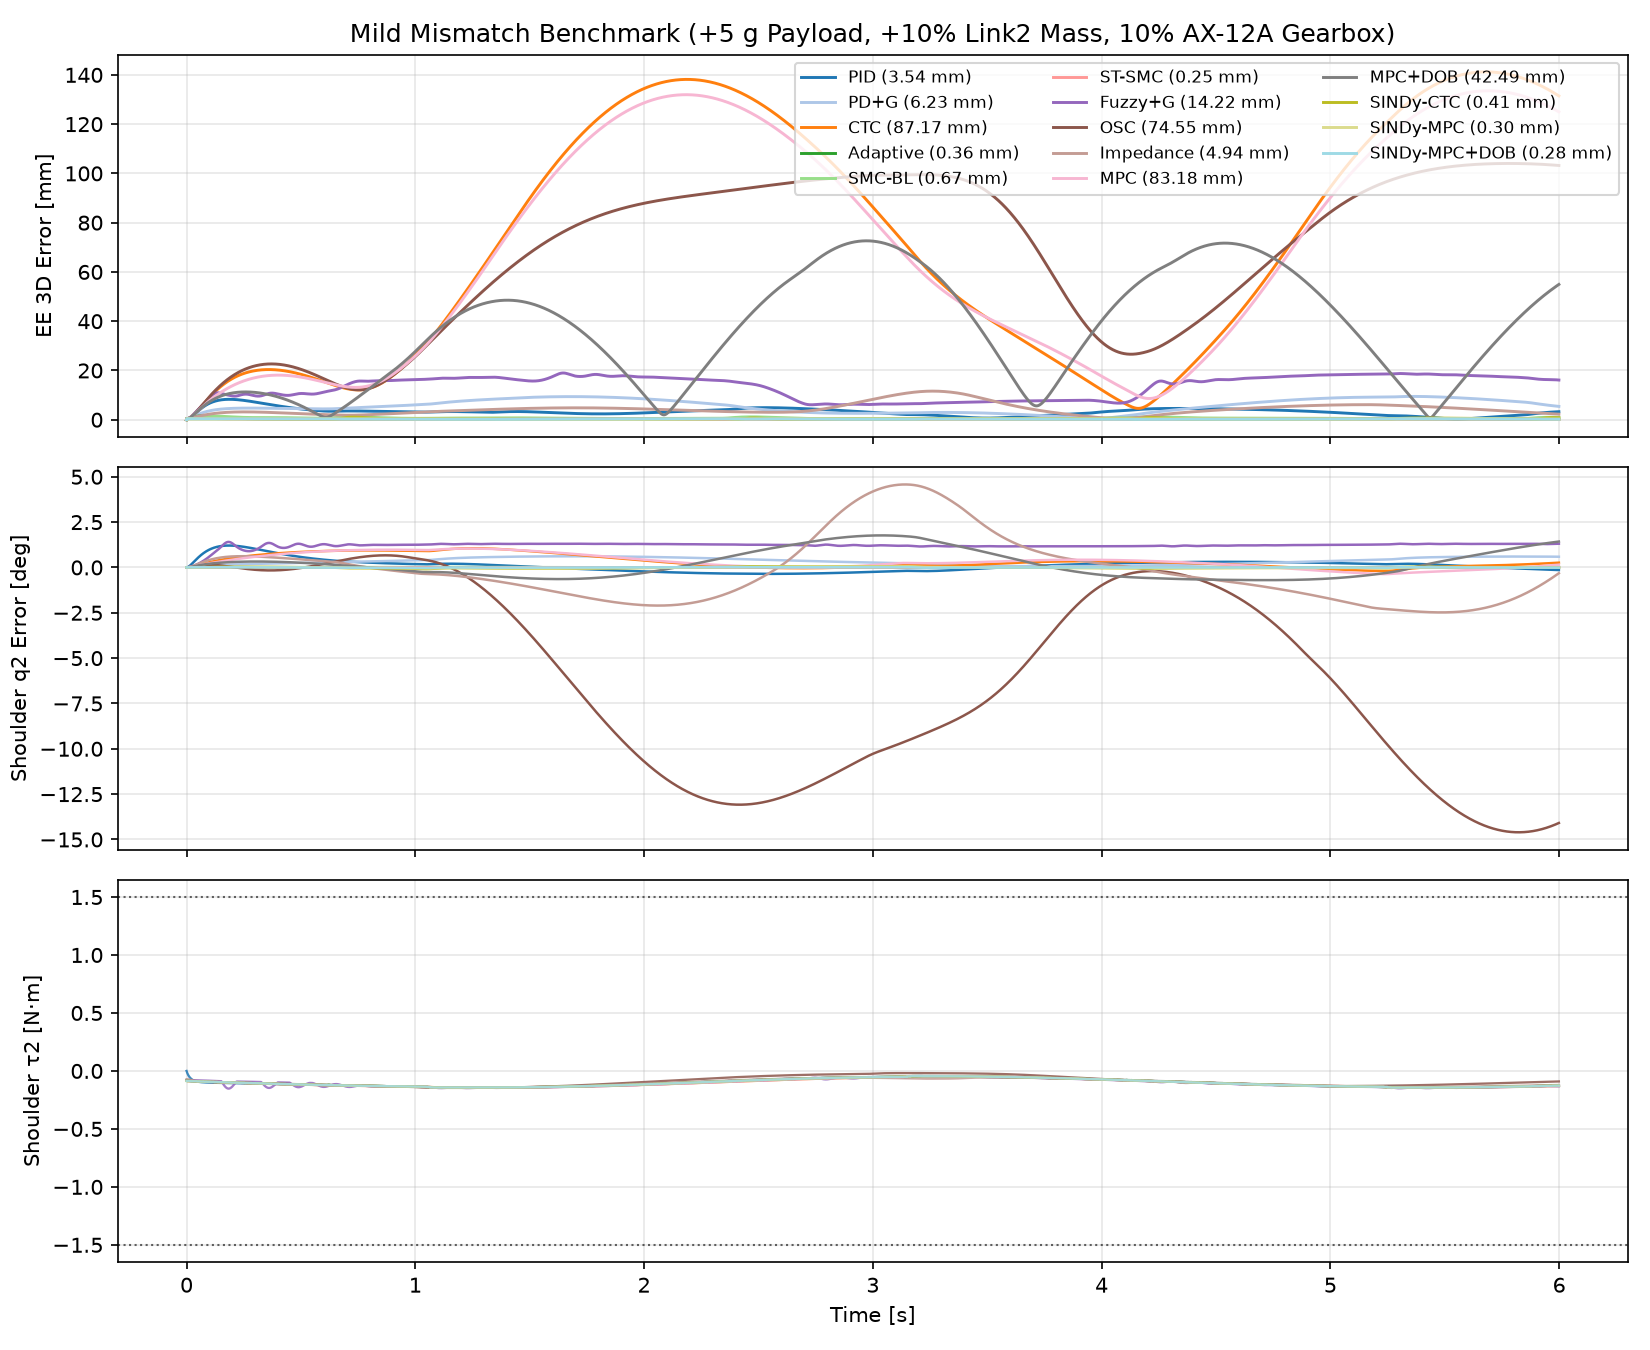 Mild Mismatch Benchmark (+5 g Payload, +10% Link2 Mass, 10% AX-12A Gearbox)
EE 3D Error [mm]
140
120
100
80
60
40
20
0
PID (3.54 mm)
PD+G (6.23 mm)
CTC (87.17 mm)
Adaptive (0.36 mm)
SMC-BL (0.67 mm)
ST-SMC (0.25 mm)
Fuzzy+G (14.22 mm)
OSC (74.55 mm)
Impedance (4.94 mm)
MPC (83.18 mm)
MPC+DOB (42.49 mm)
SINDy-CTC (0.41 mm)
SINDy-MPC (0.30 mm)
SINDy-MPC+DOB (0.28 mm)
Shoulder q2 Error [deg]
5.0
2.5
0.0
−2.5
−5.0
−7.5
−10.0
−12.5
−15.0
Shoulder τ2 [N·m]
1.5
1.0
0.5
0.0
−0.5
−1.0
−1.5
0 1 2 3 4 5 6
Time [s]